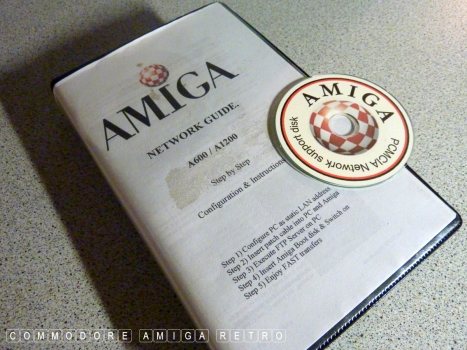 AMIGA
NETWORK GUIDE.
A600 / A1200
Step by Step
Configuration & Instructions
Step 1) Configure PC as static LAN address
Step 2) Insert patch cable into PC and Amiga
Step 3) Execute FTP Server on PC
Step 4) Insert Amiga Boot disk & Switch on
Step 5) Enjoy FAST transfers
AMIGA
PCMCIA Network support disk
COMMODORE AMIGA RETRO